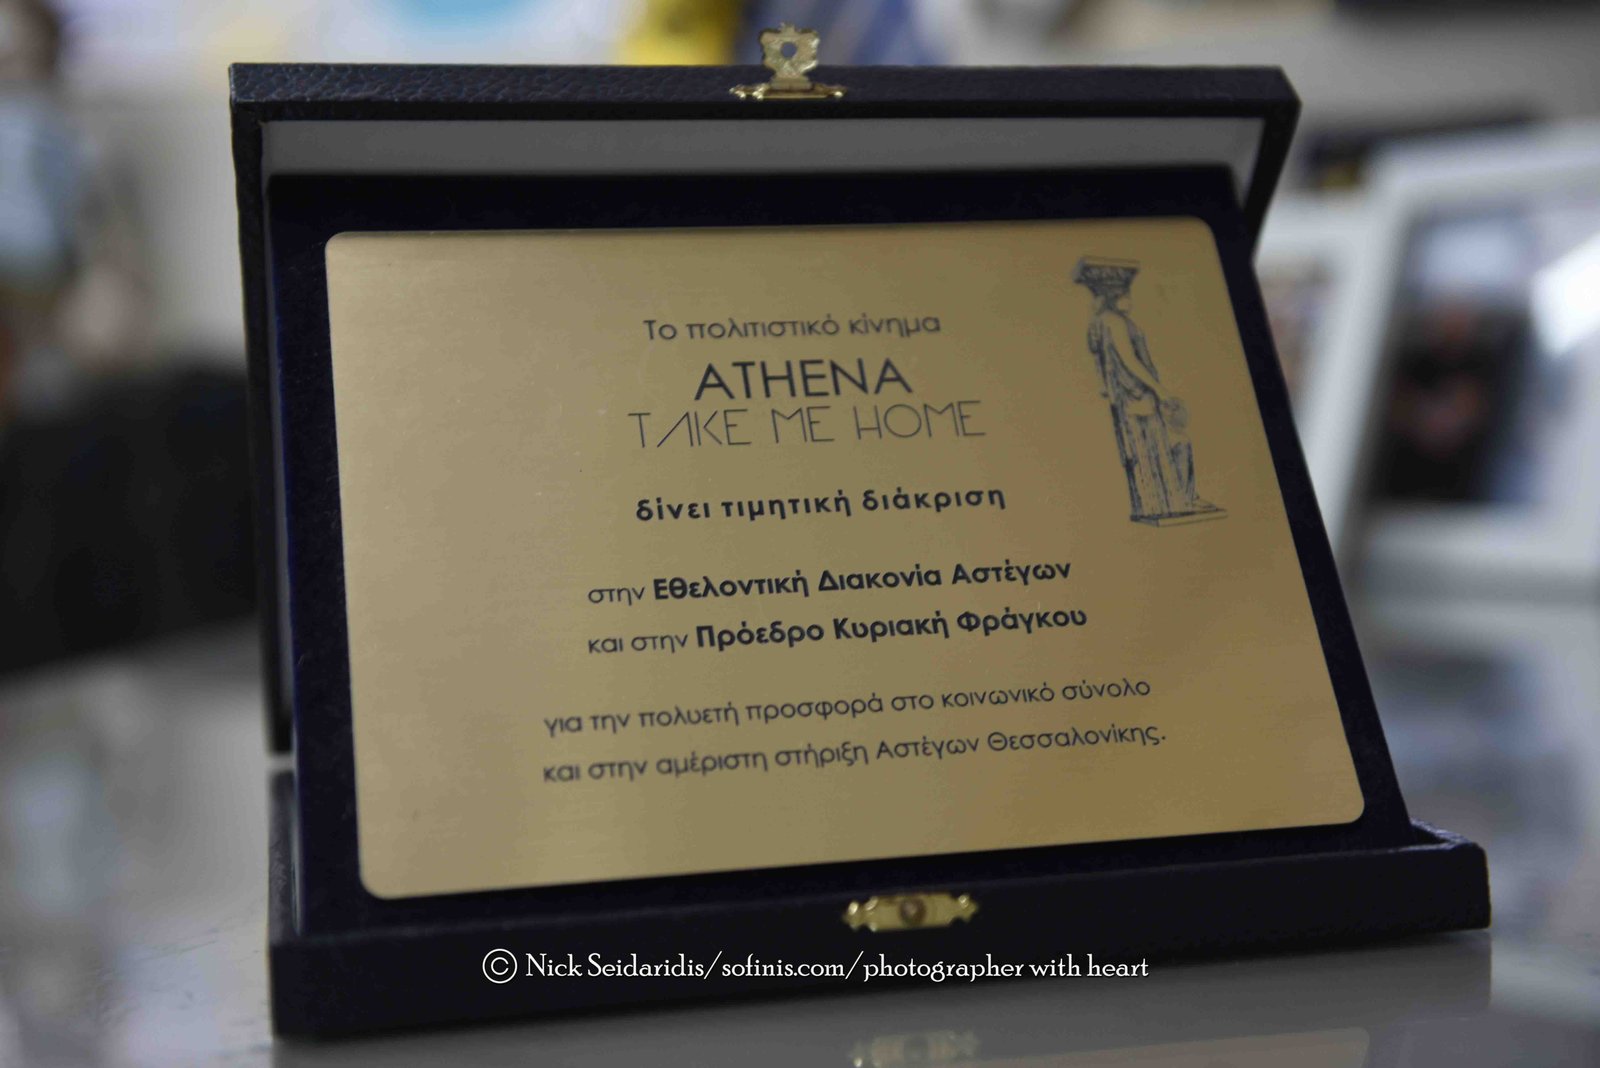 Το πολιτιστικό κίνημα
ATHENA
TAKE ME HOME
δίνει τιμητική διάκριση
στην Εθελοντική Διακονία Αστέγων
και στην Πρόεδρο Κυριακή Φράγκου
για την πολυετή προσφορά στο κοινωνικό σύνολο
και στην αμέριστη στήριξη Αστέγων Θεσσαλονίκης.
© Nick Seidaridis/sofinis.com/photographer with heart